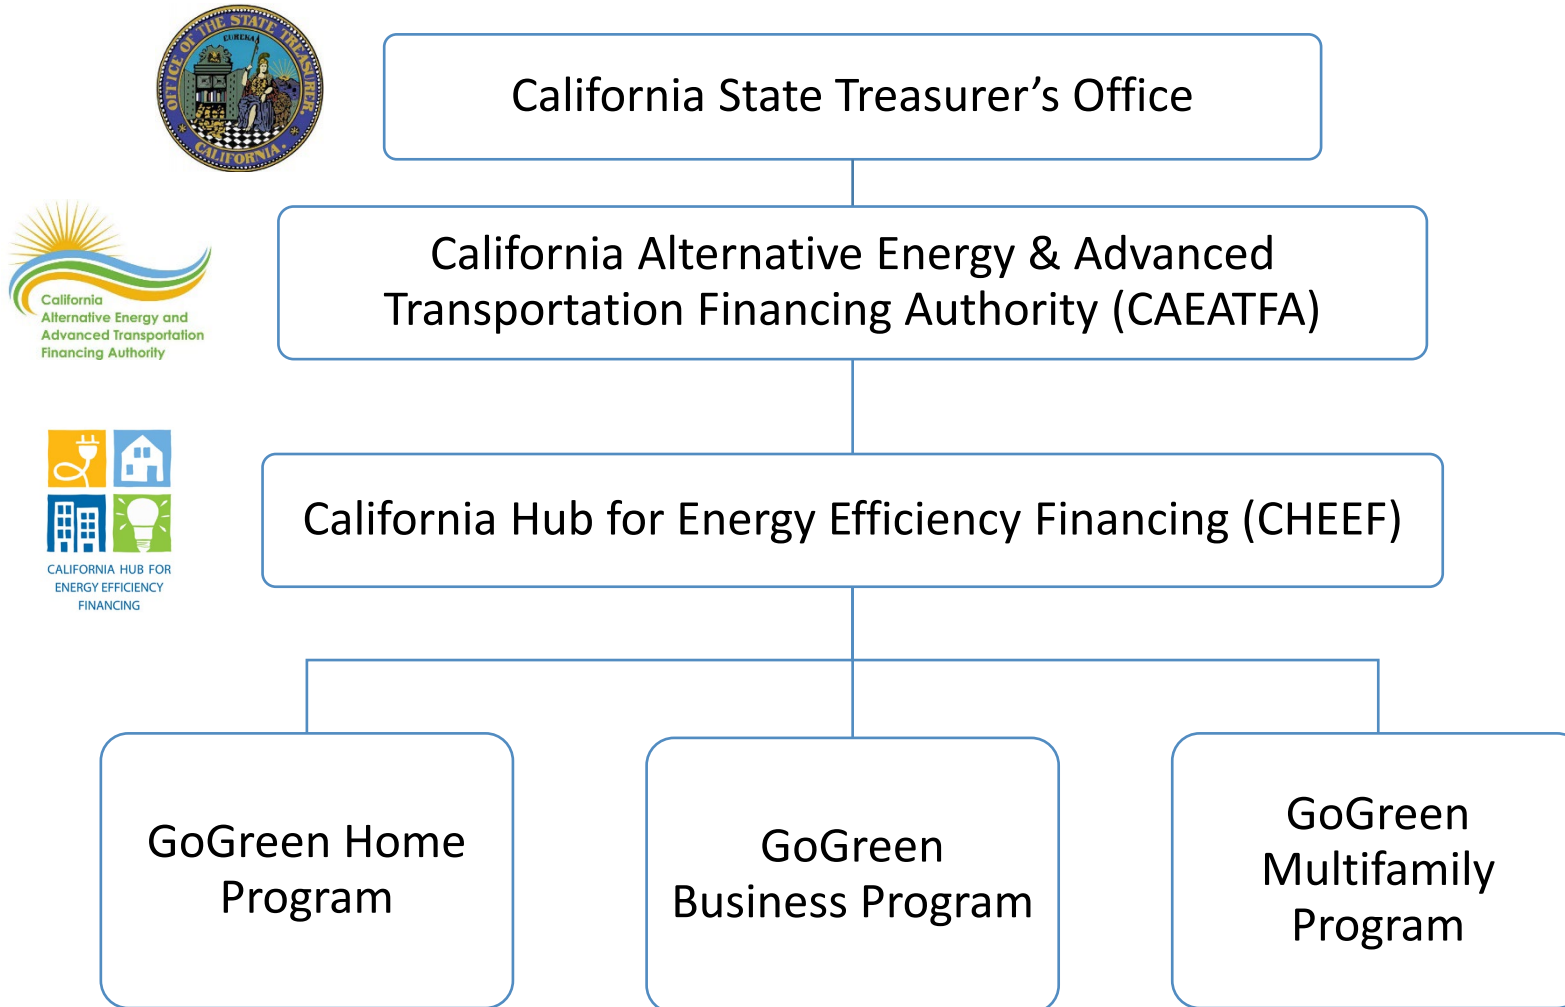 OFFICE OF THE STATE TREASURER
EUREKA
CALIFORNIA
California State Treasurer’s Office
California Alternative Energy & Advanced
Transportation Financing Authority (CAEATFA)
California
Alternative Energy and
Advanced Transportation
Financing Authority
California Hub for Energy Efficiency Financing (CHEEF)
CALIFORNIA HUB FOR
ENERGY EFFICIENCY
FINANCING
GoGreen Home
Program
GoGreen
Business Program
GoGreen
Multifamily
Program